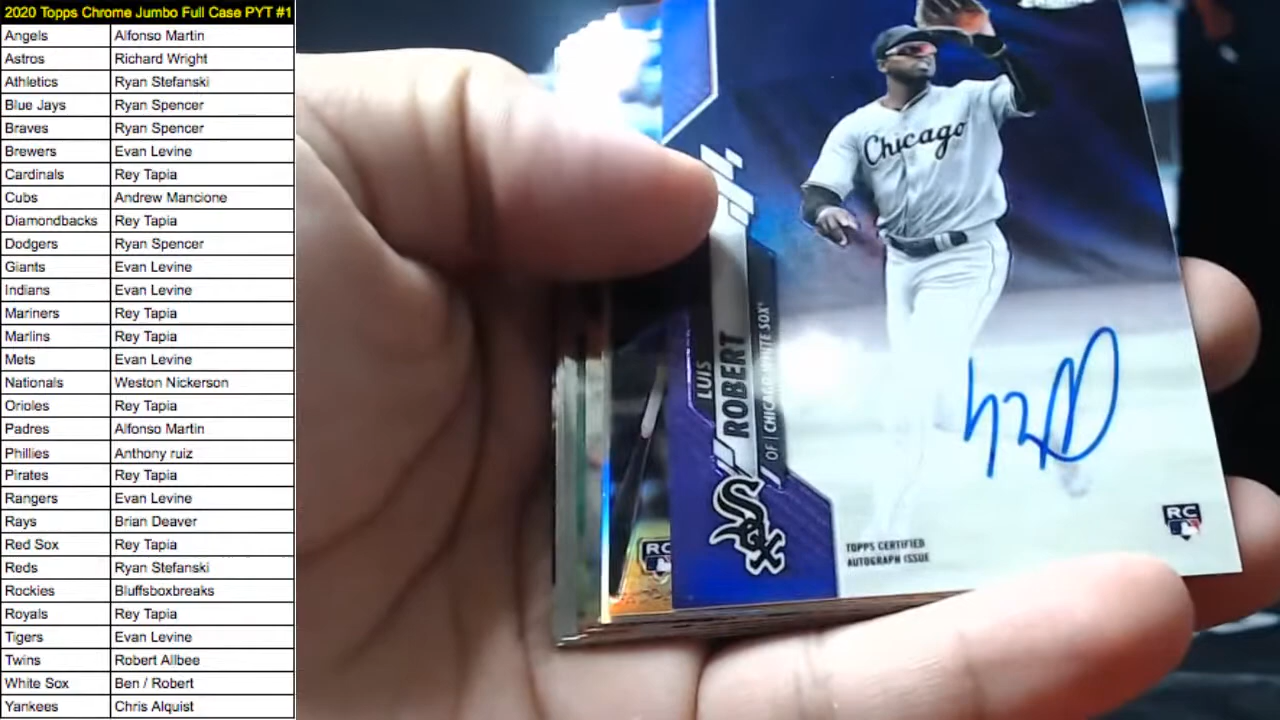 2020 Topps Chrome Jumbo Full Case PYT #1
Angels Alfonso Martin
Astros Richard Wright
Athletics Ryan Stefanski
Blue Jays Ryan Spencer
Braves Ryan Spencer
Brewers Evan Levine
Cardinals Rey Tapia
Cubs Andrew Mancione
Diamondbacks Rey Tapia
Dodgers Ryan Spencer
Giants Evan Levine
Indians Evan Levine
Mariners Rey Tapia
Marlins Rey Tapia
Mets Evan Levine
Nationals Weston Nickerson
Orioles Rey Tapia
Padres Alfonso Martin
Phillies Anthony ruiz
Pirates Rey Tapia
Rangers Evan Levine
Rays Brian Deaver
Red Sox Rey Tapia
Reds Ryan Stefanski
Rockies Bluffsboxbreaks
Royals Rey Tapia
Tigers Evan Levine
Twins Robert Allbee
White Sox Ben / Robert
Yankees Chris Alquist
Chicago
LUIS
ROBERT
OF | CHICAGO WHITE SOX
Sox
TOPPS CERTIFIED
AUTOGRAPH ISSUE
RC
RC